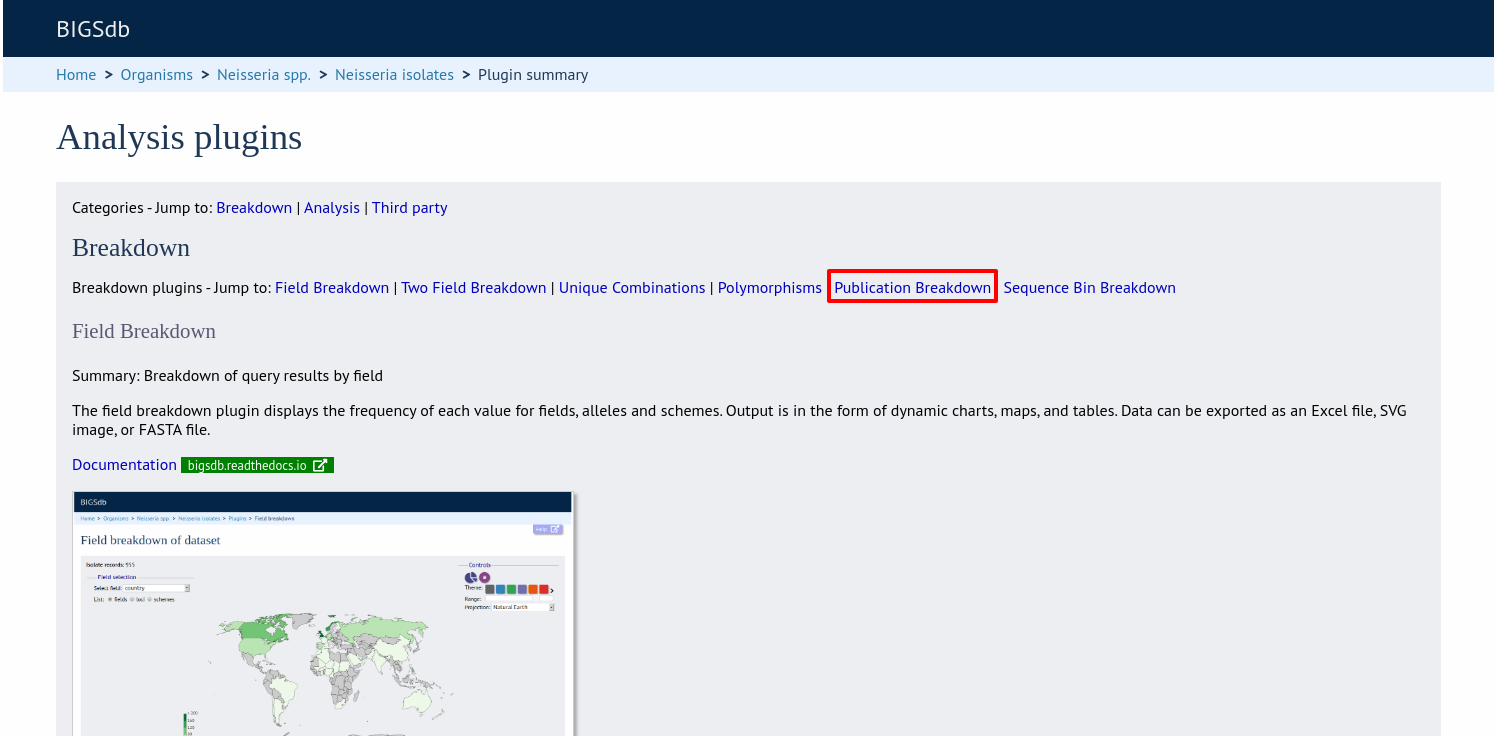 BIGSdb
Home > Organisms > Neisseria spp. > Neisseria isolates > Plugin summary
Analysis plugins
Categories - Jump to: Breakdown | Analysis | Third party
Breakdown
Breakdown plugins - Jump to: Field Breakdown | Two Field Breakdown | Unique Combinations | Polymorphisms Publication Breakdown Sequence Bin Breakdown
Field Breakdown
Summary: Breakdown of query results by field
The field breakdown plugin displays the frequency of each value for fields, alleles and schemes. Output is in the form of dynamic charts, maps, and tables. Data can be exported as an Excel file, SVG
image, or FASTA file.
Documentation bigsdb.readthedocs.io
BIGSdb
Home > Organisms > Neisseria spp. > Neisseria isolates > Plugins > Field breakdown
Help
Field breakdown of dataset
Isolate records: 555
Controls
Field selection
Select field: country
Theme:
List: fields loci schemes
Range:
Projection: Natural Earth